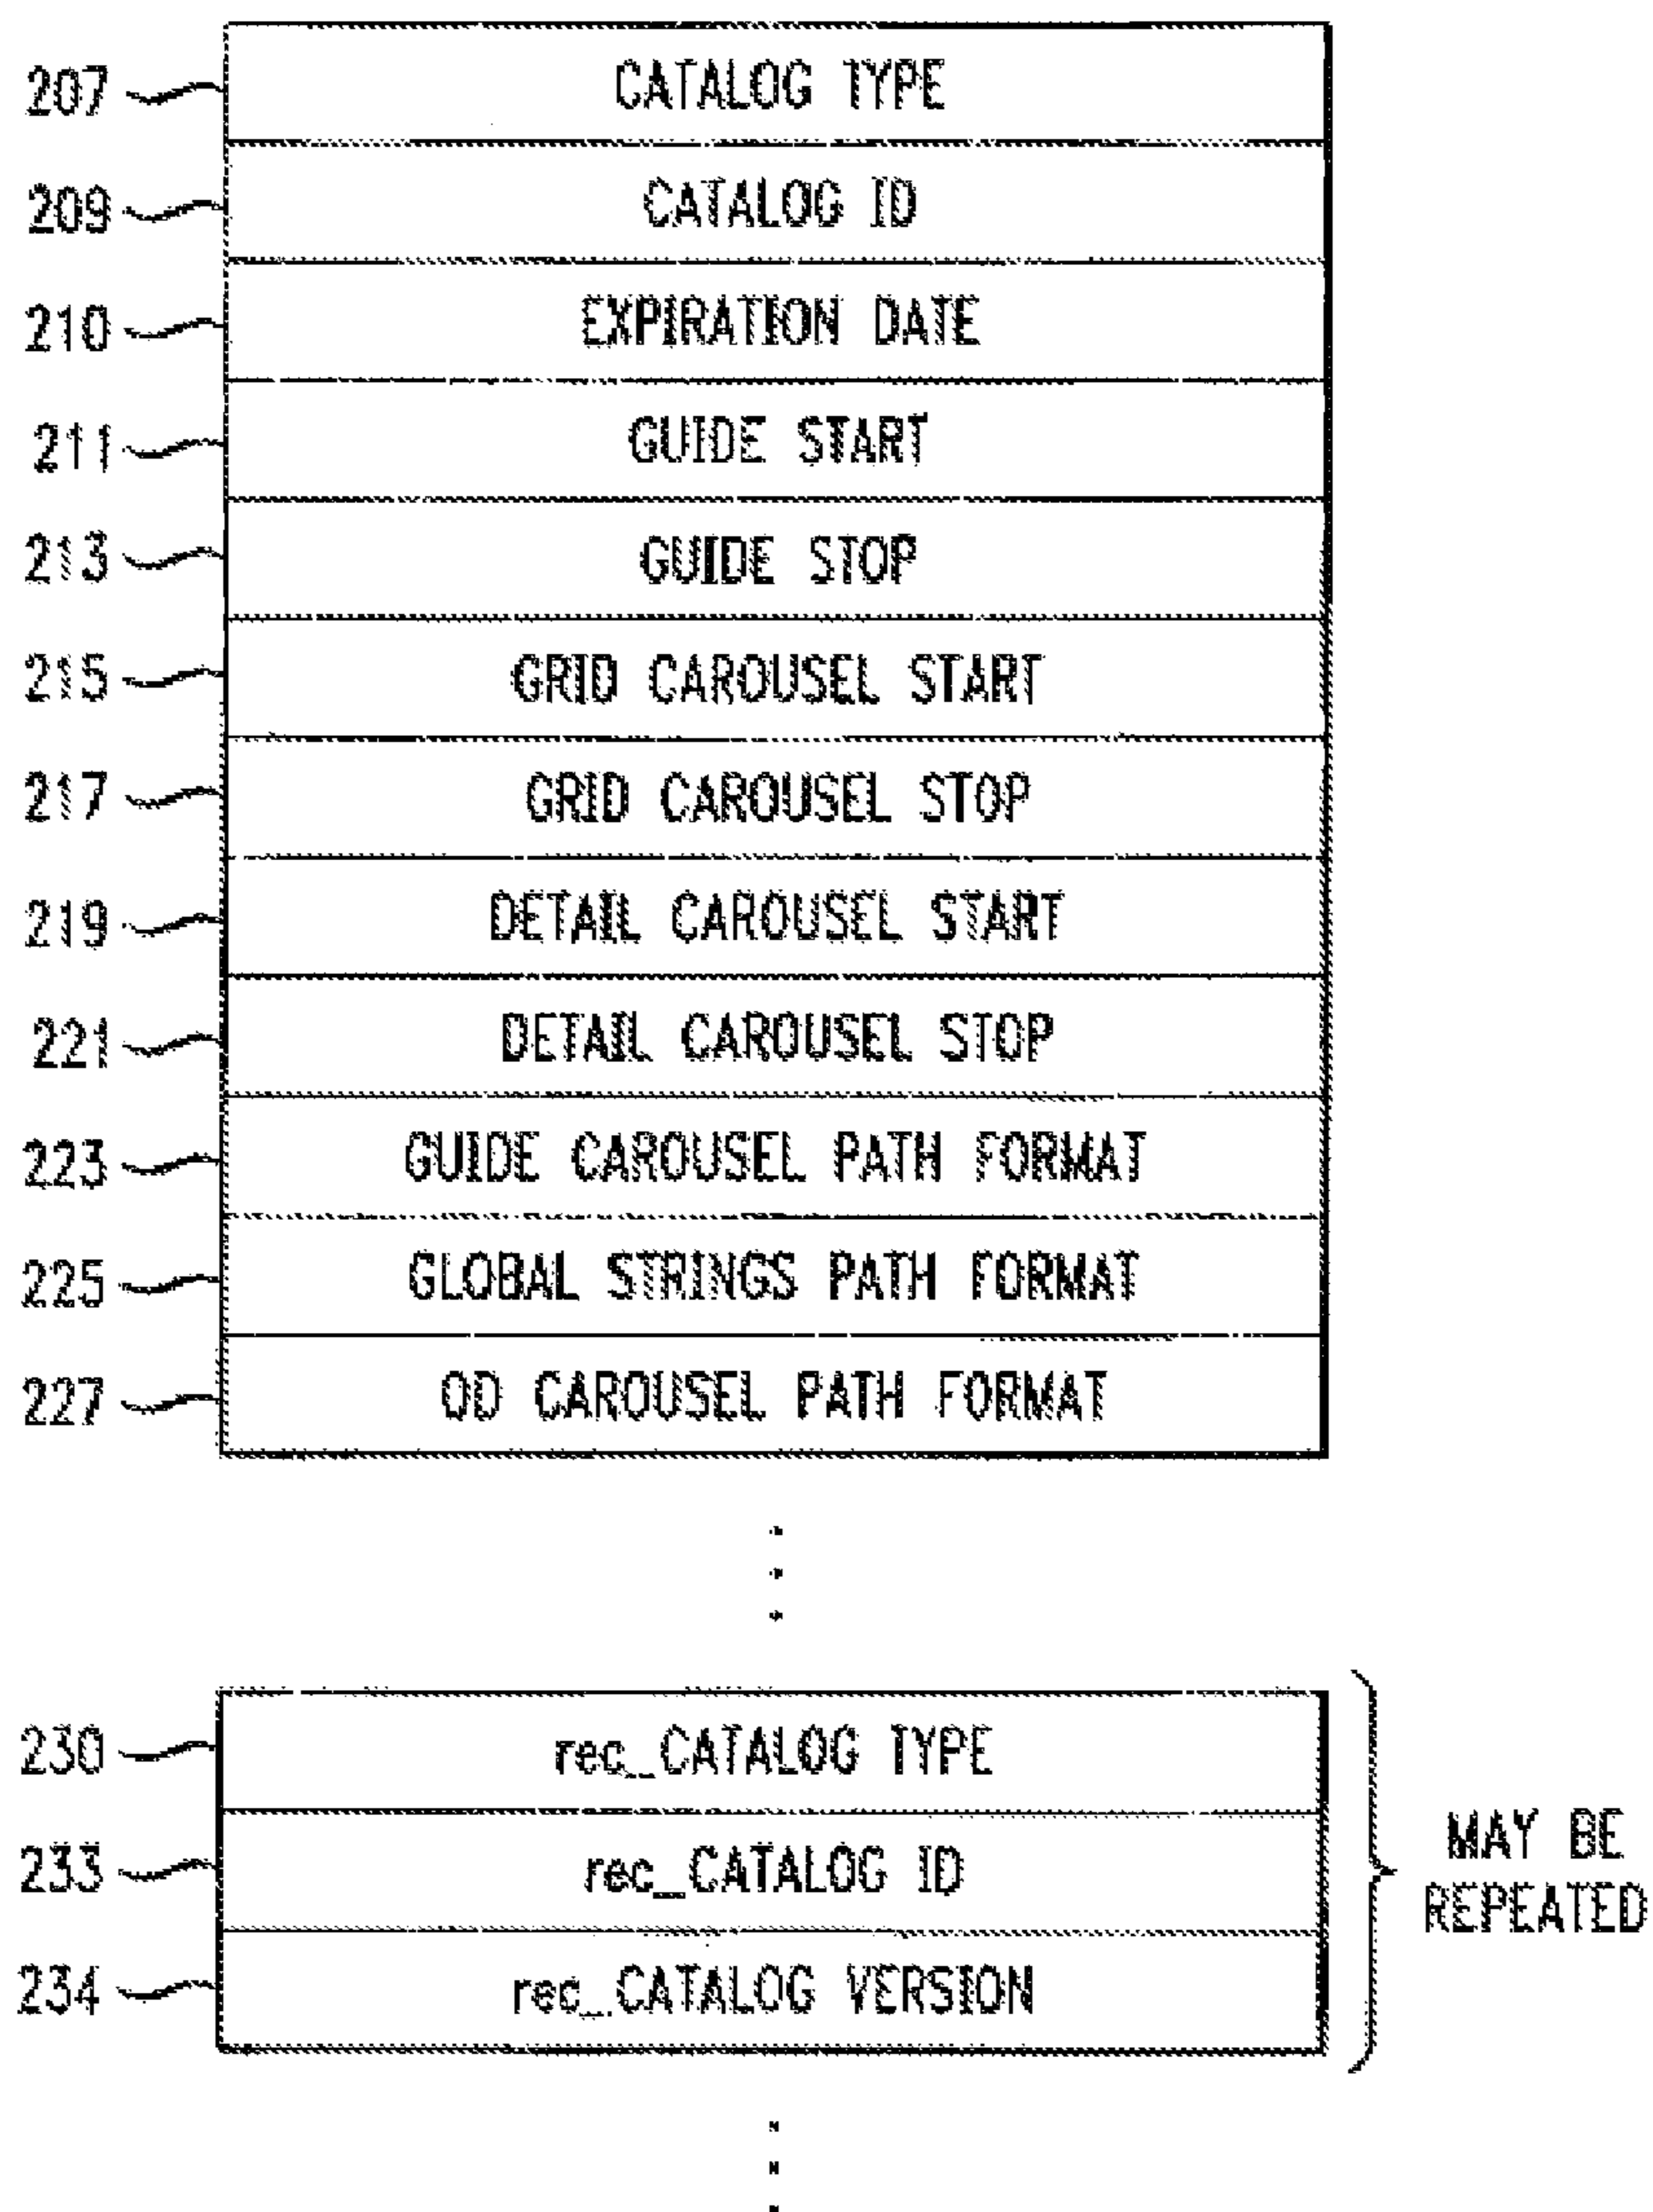 207 CATALOG TYPE
209 CATALOG ID
210 EXPIRATION DATE
211 GUIDE START
213 GUIDE STOP
215 GRID CAROUSEL START
217 GRID CAROUSEL STOP
219 DETAIL CAROUSEL START
221 DETAIL CAROUSEL STOP
223 GUIDE CAROUSEL PATH FORMAT
225 GLOBAL STRINGS PATH FORMAT
227 OD CAROUSEL PATH FORMAT
230 rec_CATALOG TYPE
233 rec_CATALOG ID
234 rec_CATALOG VERSION
MAY BE
REPEATED